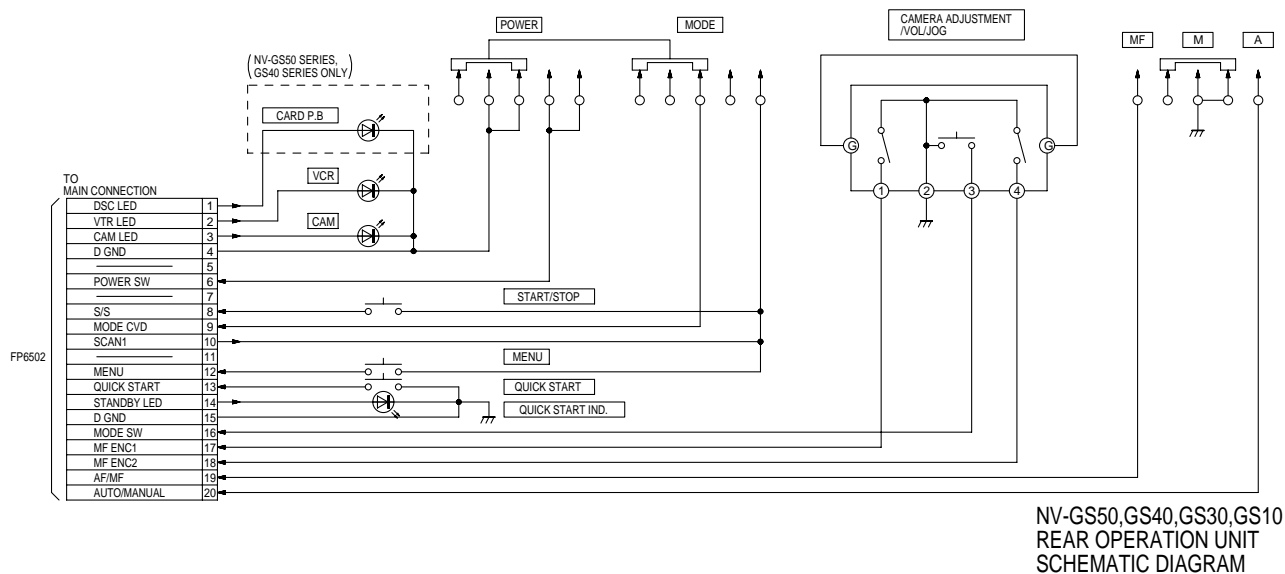 POWER
MODE
CAMERA ADJUSTMENT
/VOL/JOG
MF
M
A
(NV-GS50 SERIES,
GS40 SERIES ONLY)
CARD P.B
VCR
CAM
G
G
1
2
3
4
TO
MAIN CONNECTION
DSC LED 1
VTR LED 2
CAM LED 3
D GND 4
5
POWER SW 6
7
S/S 8
MODE CVD 9
SCAN1 10
11
MENU 12
QUICK START 13
STANDBY LED 14
D GND 15
MODE SW 16
MF ENC1 17
MF ENC2 18
AF/MF 19
AUTO/MANUAL 20
FP6502
START/STOP
MENU
QUICK START
QUICK START IND.
NV-GS50,GS40,GS30,GS10
REAR OPERATION UNIT
SCHEMATIC DIAGRAM